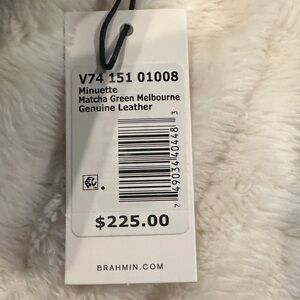 V74 151 01008
Minuette
Matcha Green Melbourne
Genuine Leather
7 49034 40448 3
$225.00
BRAHMIN.COM